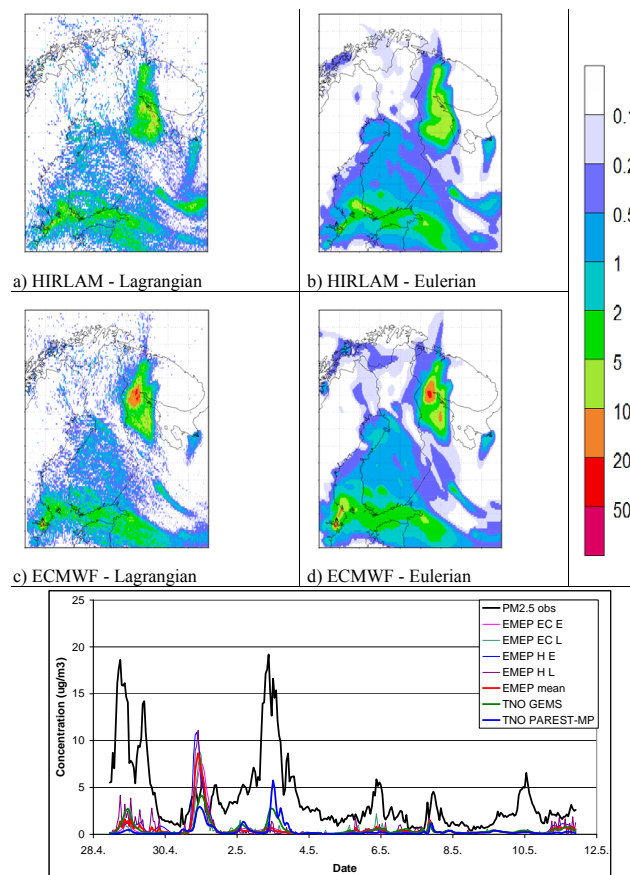 a) HIRLAM - Lagrangian
b) HIRLAM - Eulerian
c) ECMWF - Lagrangian
d) ECMWF - Eulerian
0.2
0.5
1
2
5
10
20
50
25
20
15
10
5
0
Concentration (ug/m3)
PM2.5 obs
EMEP EC E
EMEP EC L
EMEP H E
EMEP H L
EMEP mean
TNO GEMS
TNO PAREST-MP
28.4. 30.4. 2.5. 4.5. 6.5. 8.5. 10.5. 12.5.
Date